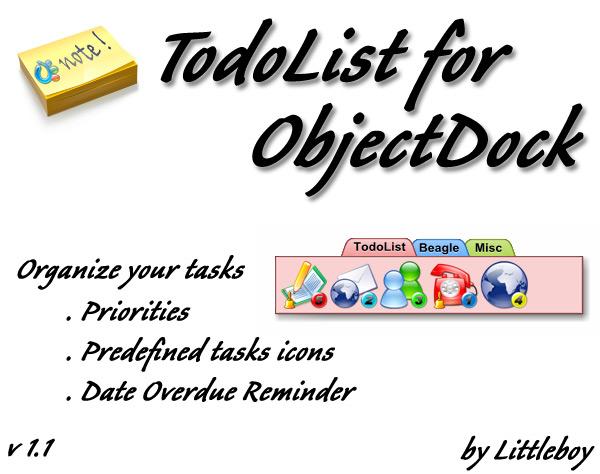 note!
TodoList for
ObjectDock
TodoList Beagle Misc
Organize your tasks
. Priorities
. Predefined tasks icons
. Date Overdue Reminder
v 1.1
by Littleboy